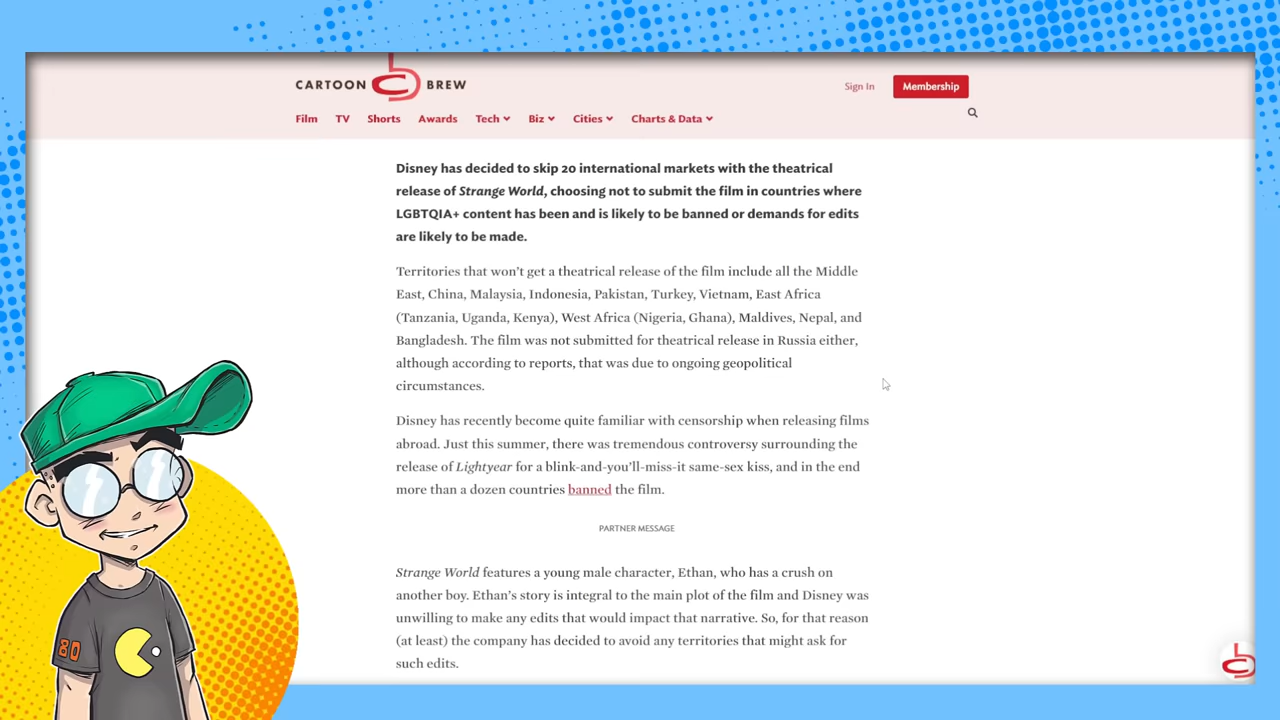 CARTOON BREW
Sign In
Membership
Film TV Shorts Awards Tech Biz Cities Charts & Data
Disney has decided to skip 20 international markets with the theatrical
release of Strange World, choosing not to submit the film in countries where
LGBTQIA+ content has been and is likely to be banned or demands for edits
are likely to be made.
Territories that won't get a theatrical release of the film include all the Middle
East, China, Malaysia, Indonesia, Pakistan, Turkey, Vietnam, East Africa
(Tanzania, Uganda, Kenya), West Africa (Nigeria, Ghana), Maldives, Nepal, and
Bangladesh. The film was not submitted for theatrical release in Russia either,
although according to reports, that was due to ongoing geopolitical
circumstances.
Disney has recently become quite familiar with censorship when releasing films
abroad. Just this summer, there was tremendous controversy surrounding the
release of Lightyear for a blink-and-you'll-miss-it same-sex kiss, and in the end
more than a dozen countries banned the film.
PARTNER MESSAGE
Strange World features a young male character, Ethan, who has a crush on
another boy. Ethan's story is integral to the main plot of the film and Disney was
unwilling to make any edits that would impact that narrative. So, for that reason
(at least) the company has decided to avoid any territories that might ask for
such edits.
80